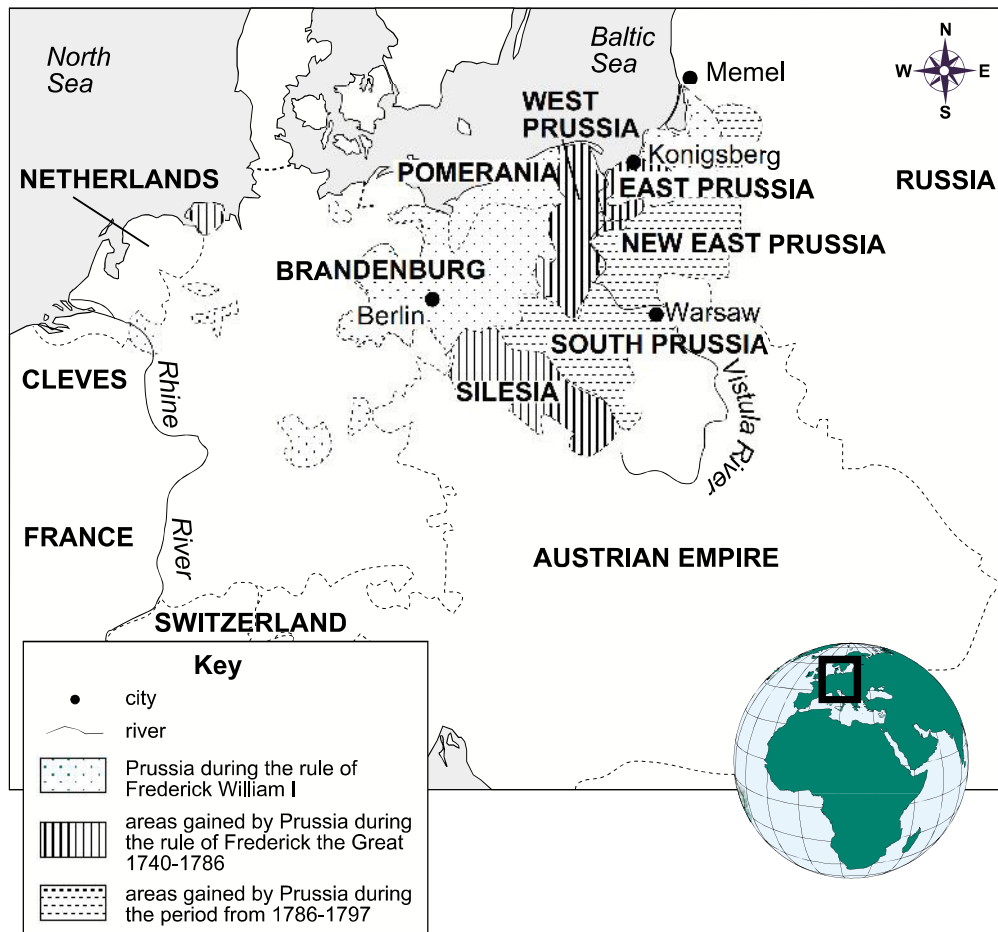 North
Sea
Baltic
Sea
N
W
E
S
Memel
WEST
PRUSSIA
Konigsberg
NETHERLANDS
POMERANIA
EAST PRUSSIA
RUSSIA
NEW EAST PRUSSIA
BRANDENBURG
Berlin
Warsaw
SOUTH PRUSSIA
CLEVES
Rhine
River
SILESIA
Vistula River
FRANCE
AUSTRIAN EMPIRE
SWITZERLAND
Key
city
river
Prussia during the rule of
Frederick William I
areas gained by Prussia during
the rule of Frederick the Great
1740-1786
areas gained by Prussia during
the period from 1786-1797